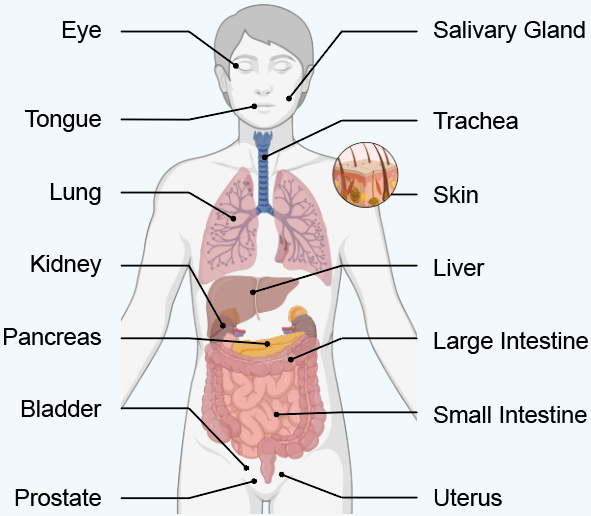 Eye
Salivary Gland
Tongue
Trachea
Lung
Skin
Kidney
Liver
Pancreas
Large Intestine
Bladder
Small Intestine
Prostate
Uterus